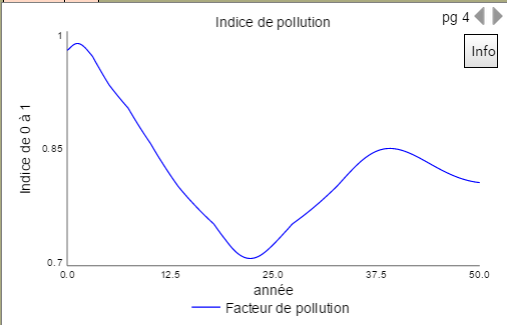 Indice de pollution
pg 4
Info
Indice de 0 à 1
1
0.85
0.7
0.0 12.5 25.0 37.5 50.0
année
Facteur de pollution